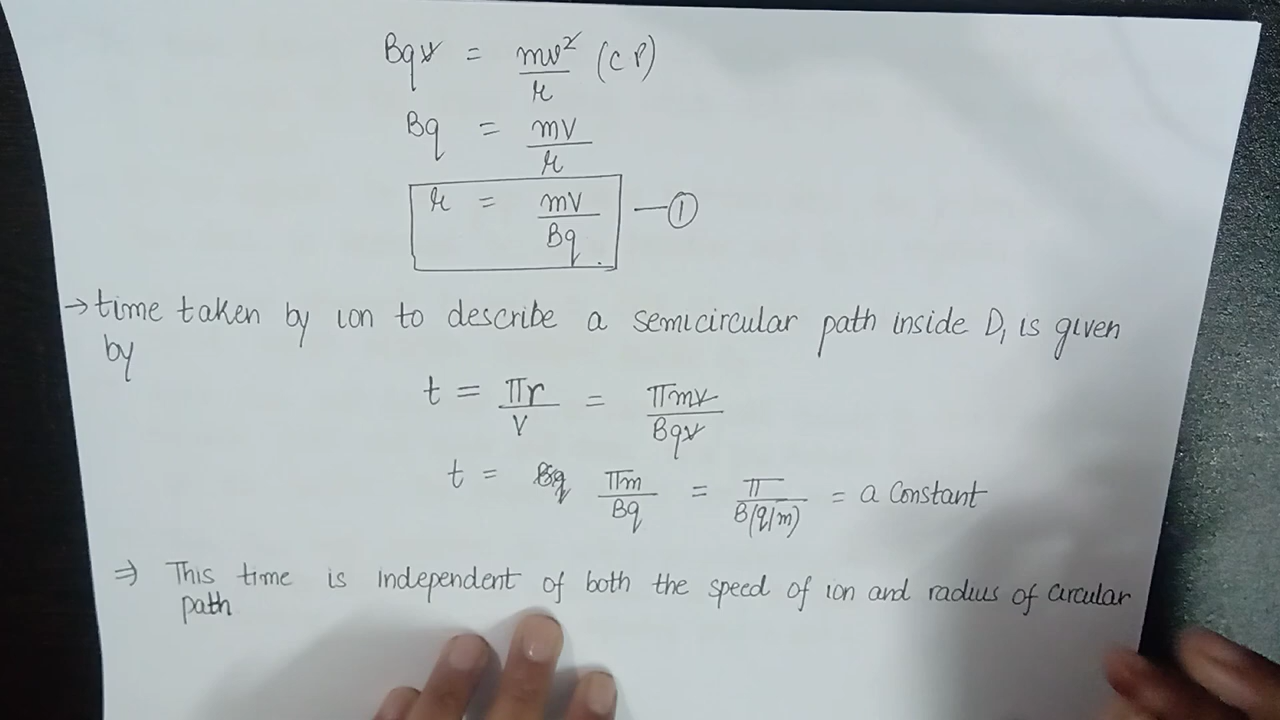 Bqv = mv²/r (CP)
Bq = mv/r
r = mv/Bq —①
→ time taken by ion to describe a semicircular path inside D₁ is given
by
t = πr/v = πmv/Bqv
t = Bq πm/Bq = π/B(q/m) = a Constant
⇒ This time is independent of both the speed of ion and radius of circular
path